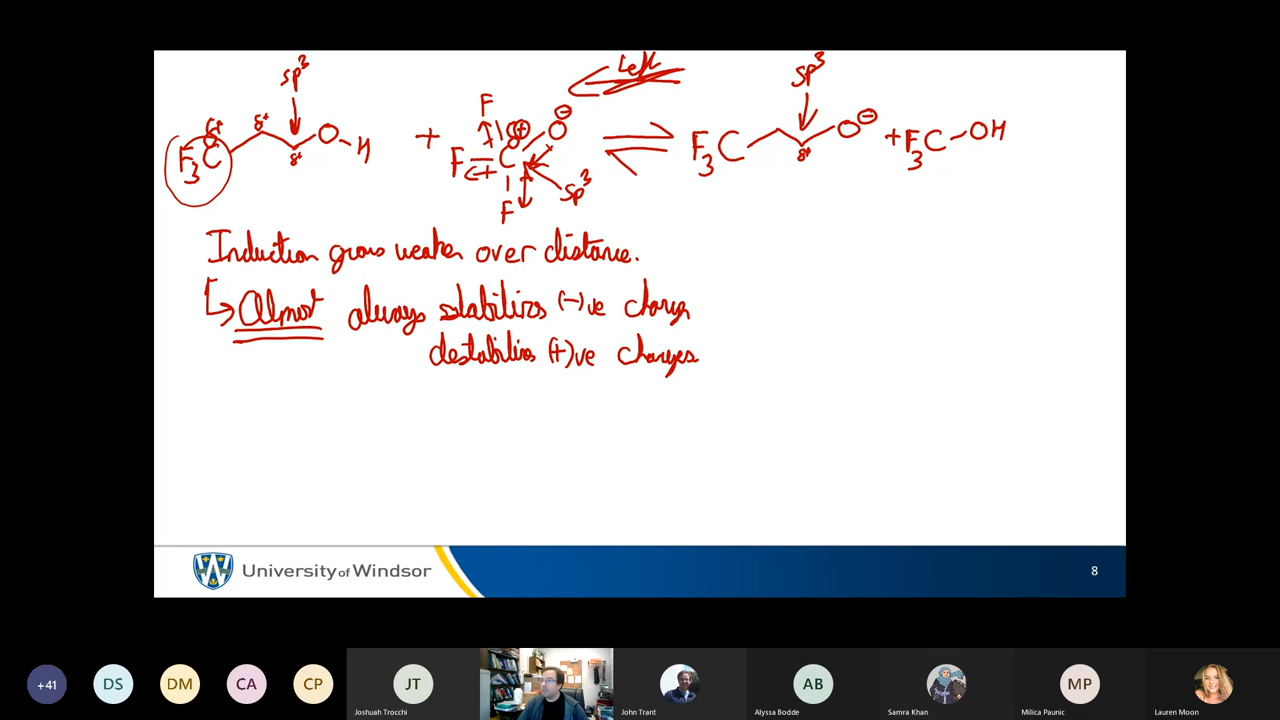 sp³
Left
sp³
F₃C δ+ δ+ δ+ O H + F F F C δ+ ⊕ O ⊖ ⇌ F₃C δ+ O ⊖ + F₃C OH
sp³
Induction grows weaker over distance.
↳ Almost always stabilizes (-)ve charge
destabilizes (+)ve charges
University of Windsor
8
+41
DS
DM
CA
CP
JT
AB
MP
Joshuah Trocchi
John Trant
Alyssa Bodde
Samra Khan
Milica Paunic
Lauren Moon